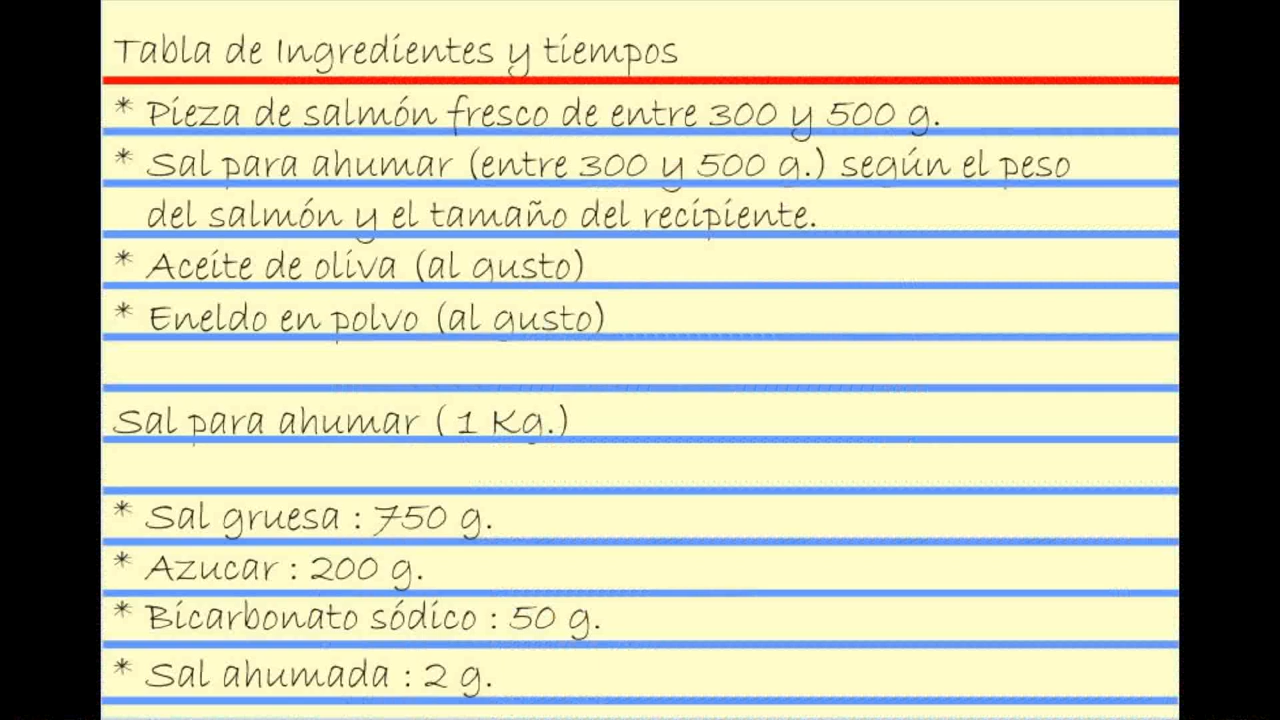 Tabla de Ingredientes y tiempos
* Pieza de salmón fresco de entre 300 y 500 g.
* Sal para ahumar (entre 300 y 500 g.) según el peso
del salmón y el tamaño del recipiente.
* Aceite de oliva (al gusto)
* Eneldo en polvo (al gusto)
Sal para ahumar ( 1 Kg.)
* Sal gruesa : 750 g.
* Azucar : 200 g.
* Bicarbonato sódico : 50 g.
* Sal ahumada : 2 g.